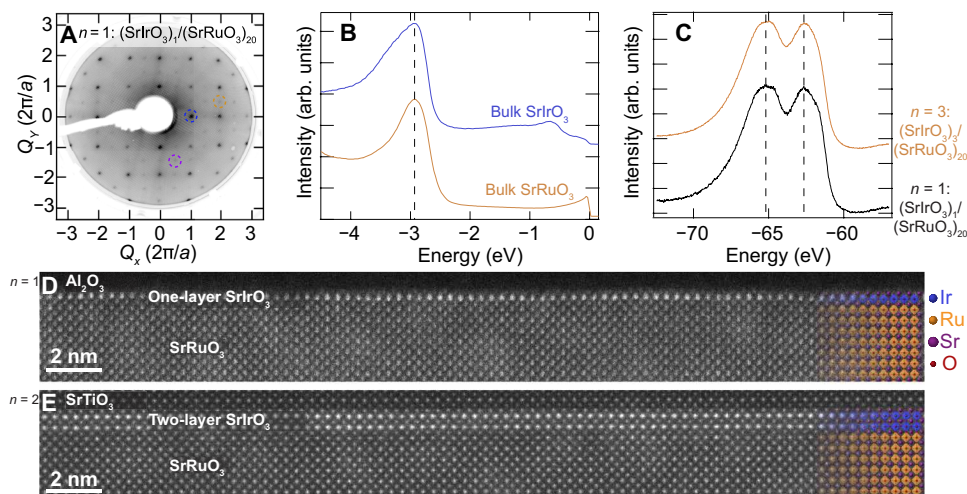 A n = 1: (SrIrO₃)₁/(SrRuO₃)₂₀
3
2
1
0
-1
-2
-3
Q_Y (2π/a)
-3 -2 -1 0 1 2 3
Qₓ (2π/a)
B
Intensity (arb. units)
Bulk SrIrO₃
Bulk SrRuO₃
−4 −3 −2 −1 0
Energy (eV)
C
Intensity (arb. units)
−70 −65 −60
Energy (eV)
n = 3:
(SrIrO₃)₃/
(SrRuO₃)₂₀
n = 1:
(SrIrO₃)₁/
(SrRuO₃)₂₀
n = 1
D Al₂O₃
One-layer SrIrO₃
SrRuO₃
2 nm
Ir
Ru
Sr
O
n = 2
E SrTiO₃
Two-layer SrIrO₃
SrRuO₃
2 nm